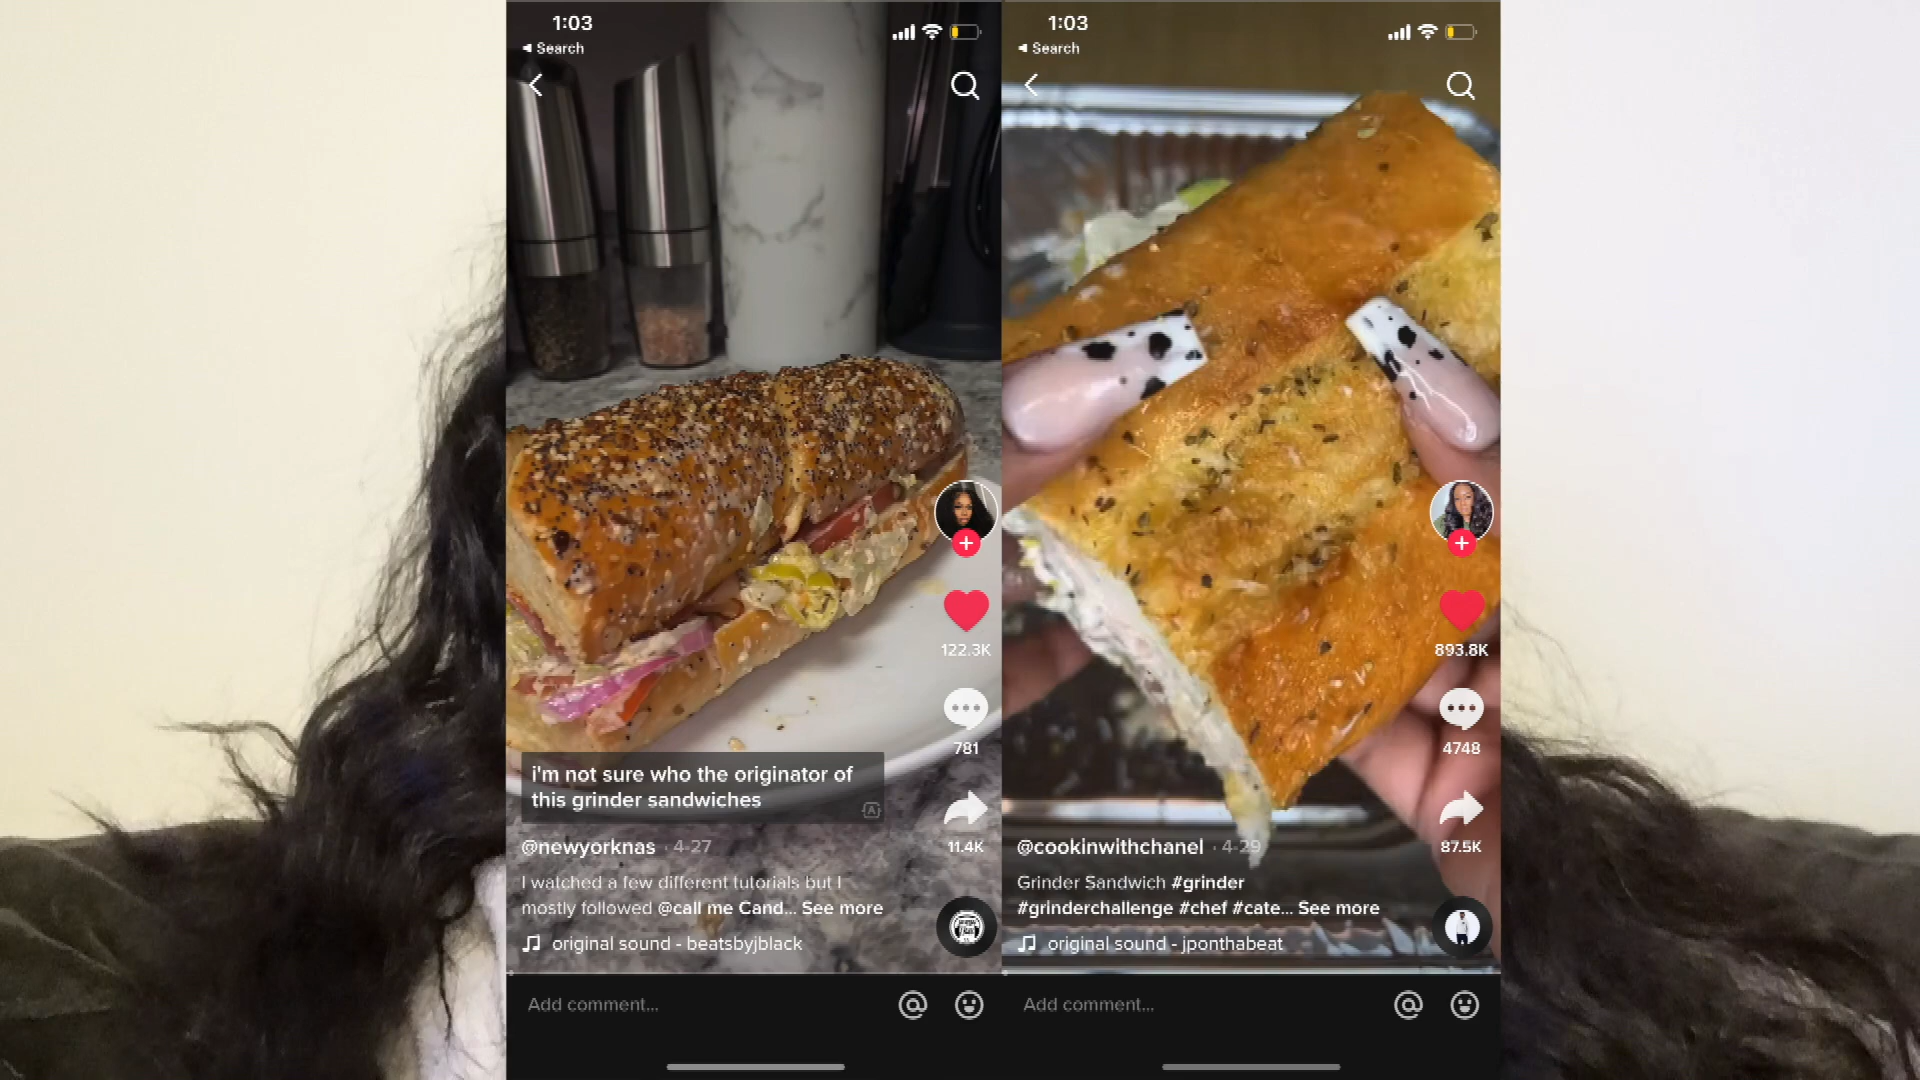 1:03
◀ Search
i'm not sure who the originator of
this grinder sandwiches
@newyorknas · 4-27
I watched a few different tutorials but I
mostly followed @call me Cand... See more
original sound - beatsbyjblack
122.3K
781
11.4K
Add comment...
1:03
◀ Search
@cookinwithchanel · 4-29
Grinder Sandwich #grinder
#grinderchallenge #chef #cate... See more
original sound - jponthabeat
893.8K
4748
87.5K
Add comment...